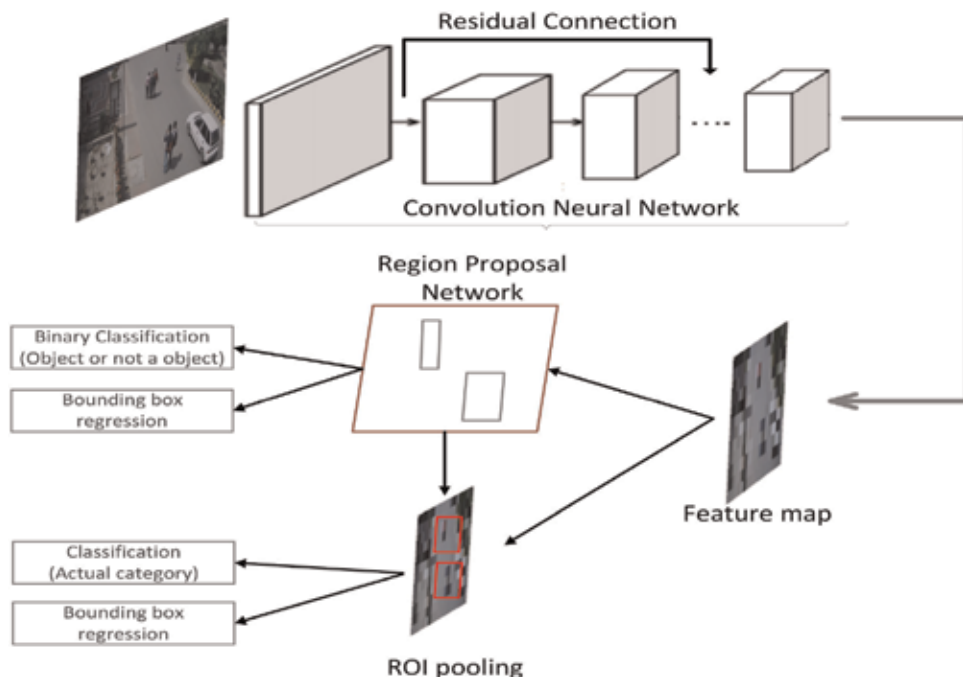 Residual Connection
Convolution Neural Network
Region Proposal
Network
Binary Classification
(Object or not a object)
Bounding box
regression
Feature map
Classification
(Actual category)
Bounding box
regression
ROI pooling